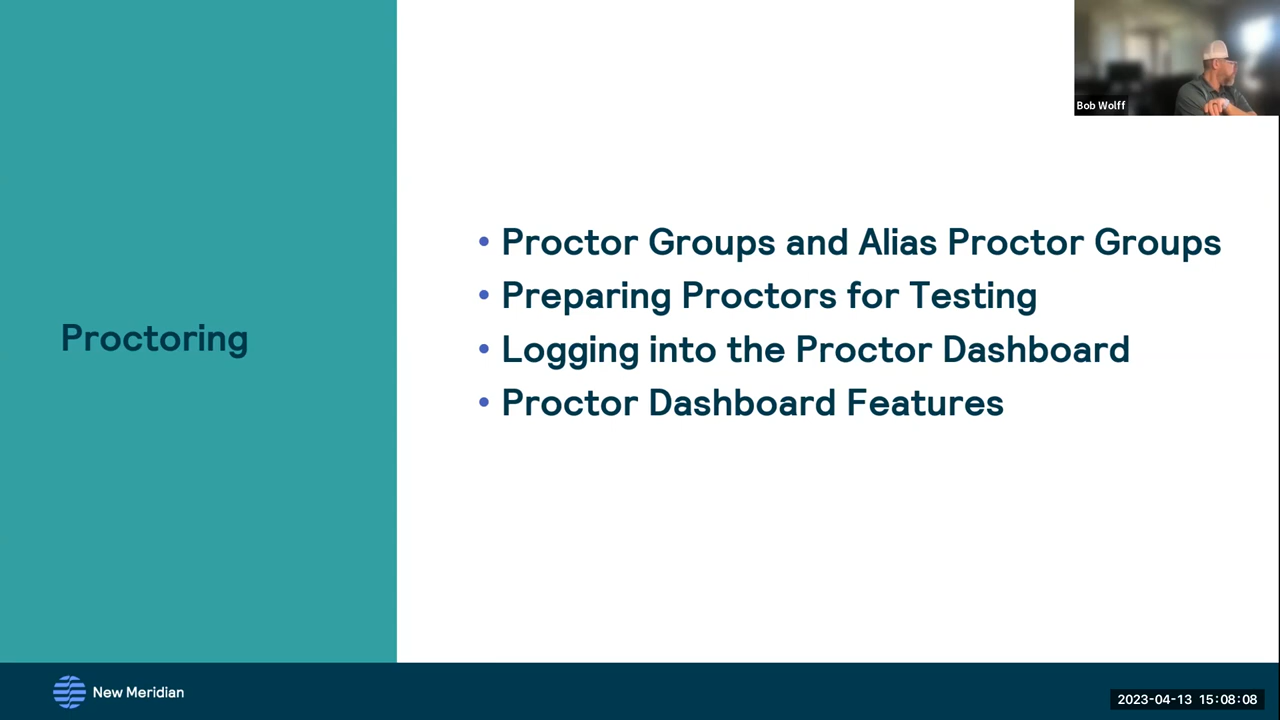 Bob Wolff
Proctoring
• Proctor Groups and Alias Proctor Groups
• Preparing Proctors for Testing
• Logging into the Proctor Dashboard
• Proctor Dashboard Features
New Meridian
2023-04-13 15:08:08